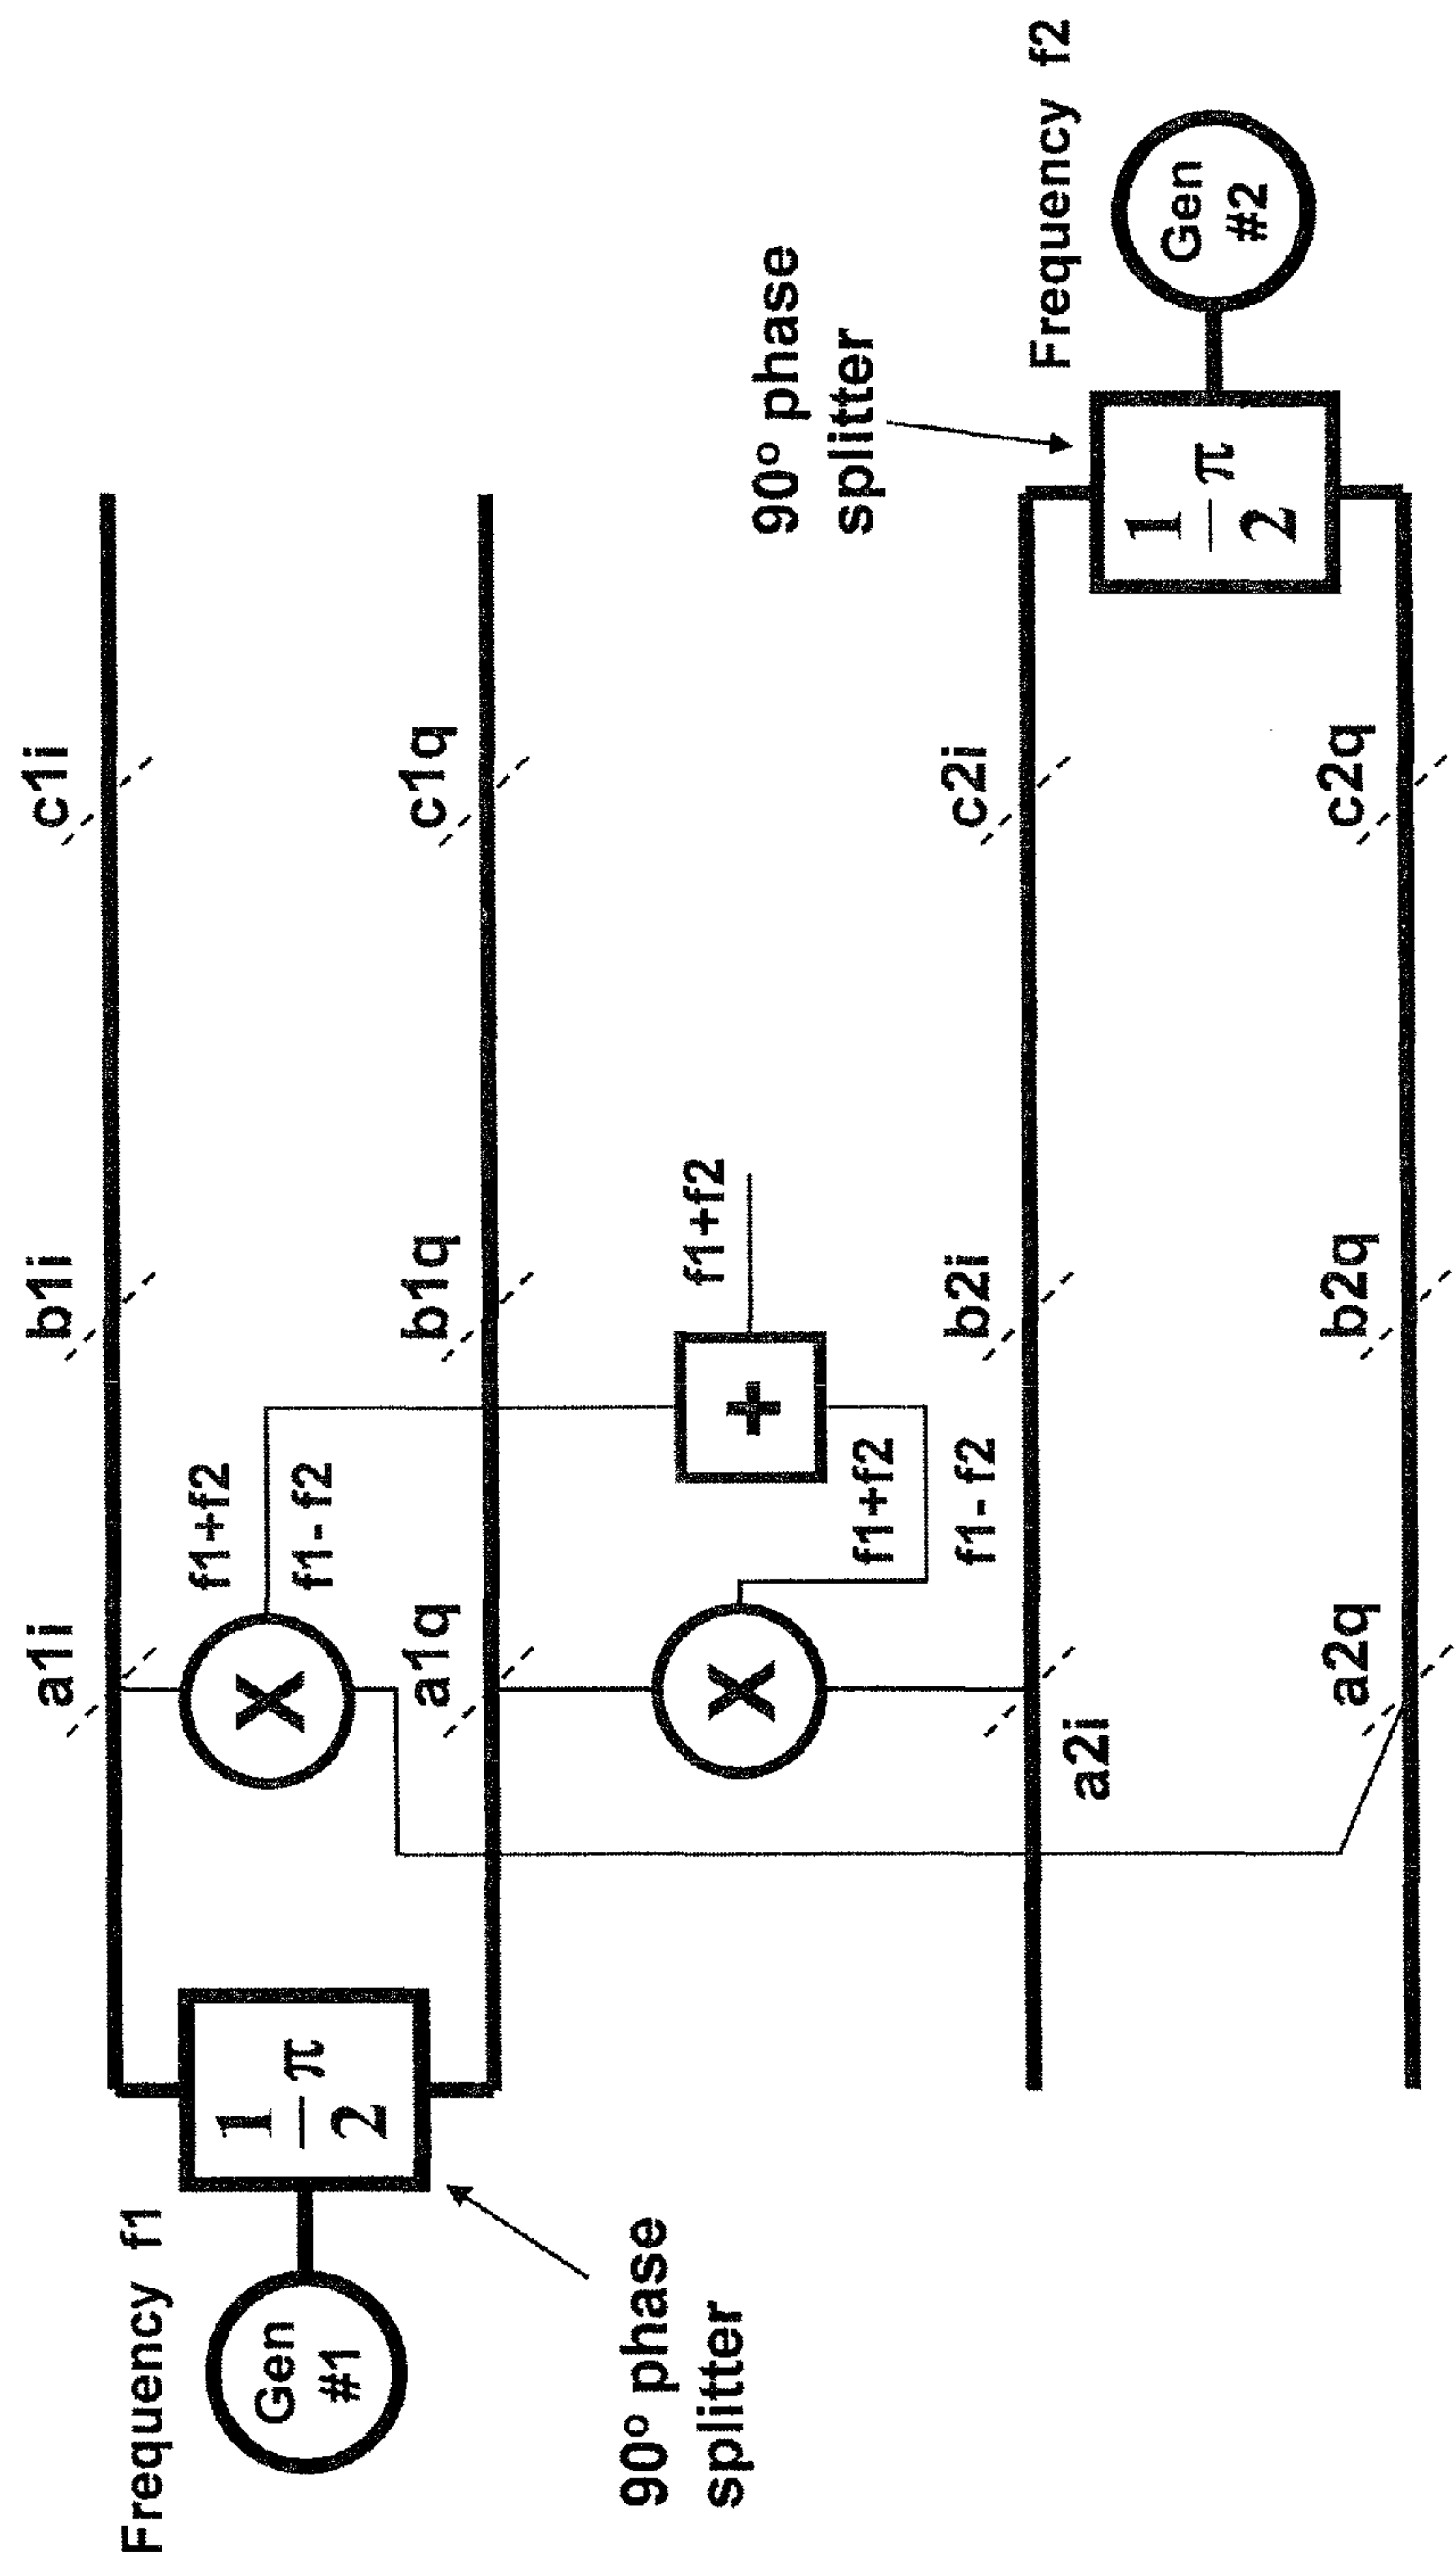 Frequency f1
Gen
#1
1
2
π
90° phase
splitter
a1i
b1i
c1i
X
f1+f2
f1- f2
a1q
b1q
c1q
X
f1+f2
f1- f2
+
f1+f2
a2i
b2i
c2i
a2q
b2q
c2q
90° phase
splitter
1
2
π
Frequency f2
Gen
#2